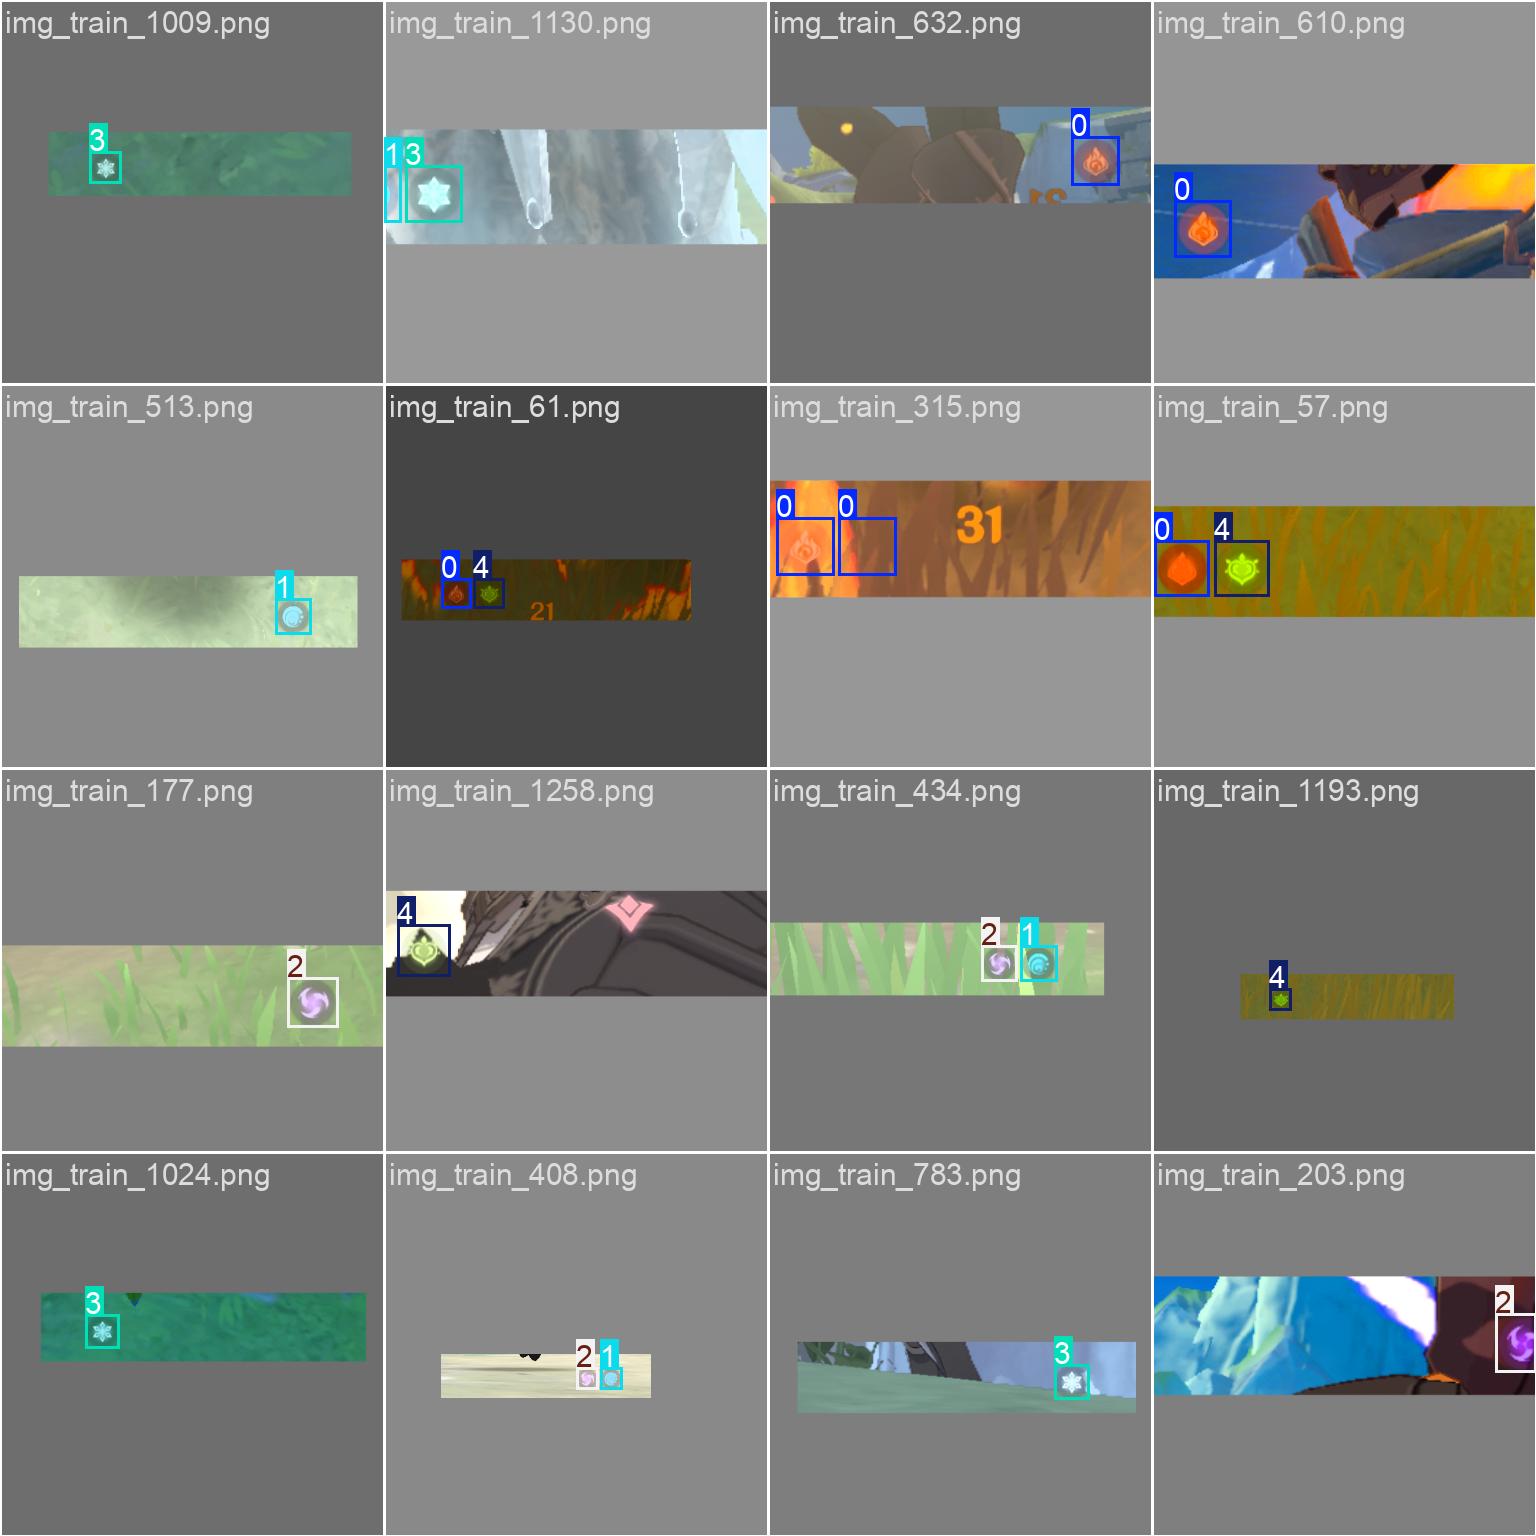 img_train_1009.png
img_train_1130.png
img_train_632.png
img_train_610.png
3
1 3
0
0
img_train_513.png
img_train_61.png
img_train_315.png
img_train_57.png
1
0 4
21
0 0
31
0 4
img_train_177.png
img_train_1258.png
img_train_434.png
img_train_1193.png
2
4
2 1
4
img_train_1024.png
img_train_408.png
img_train_783.png
img_train_203.png
3
2 1
3
2